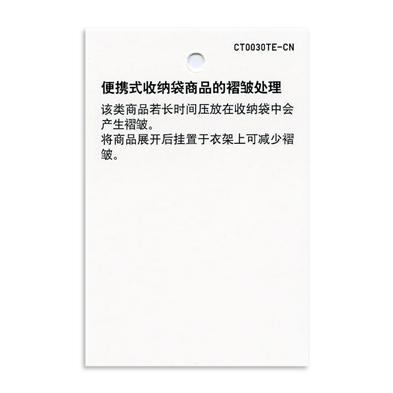 CT0030TE-CN
便携式收纳袋商品的褶皱处理
该类商品若长时间压放在收纳袋中会
产生褶皱。
将商品展开后挂置于衣架上可减少褶
皱。